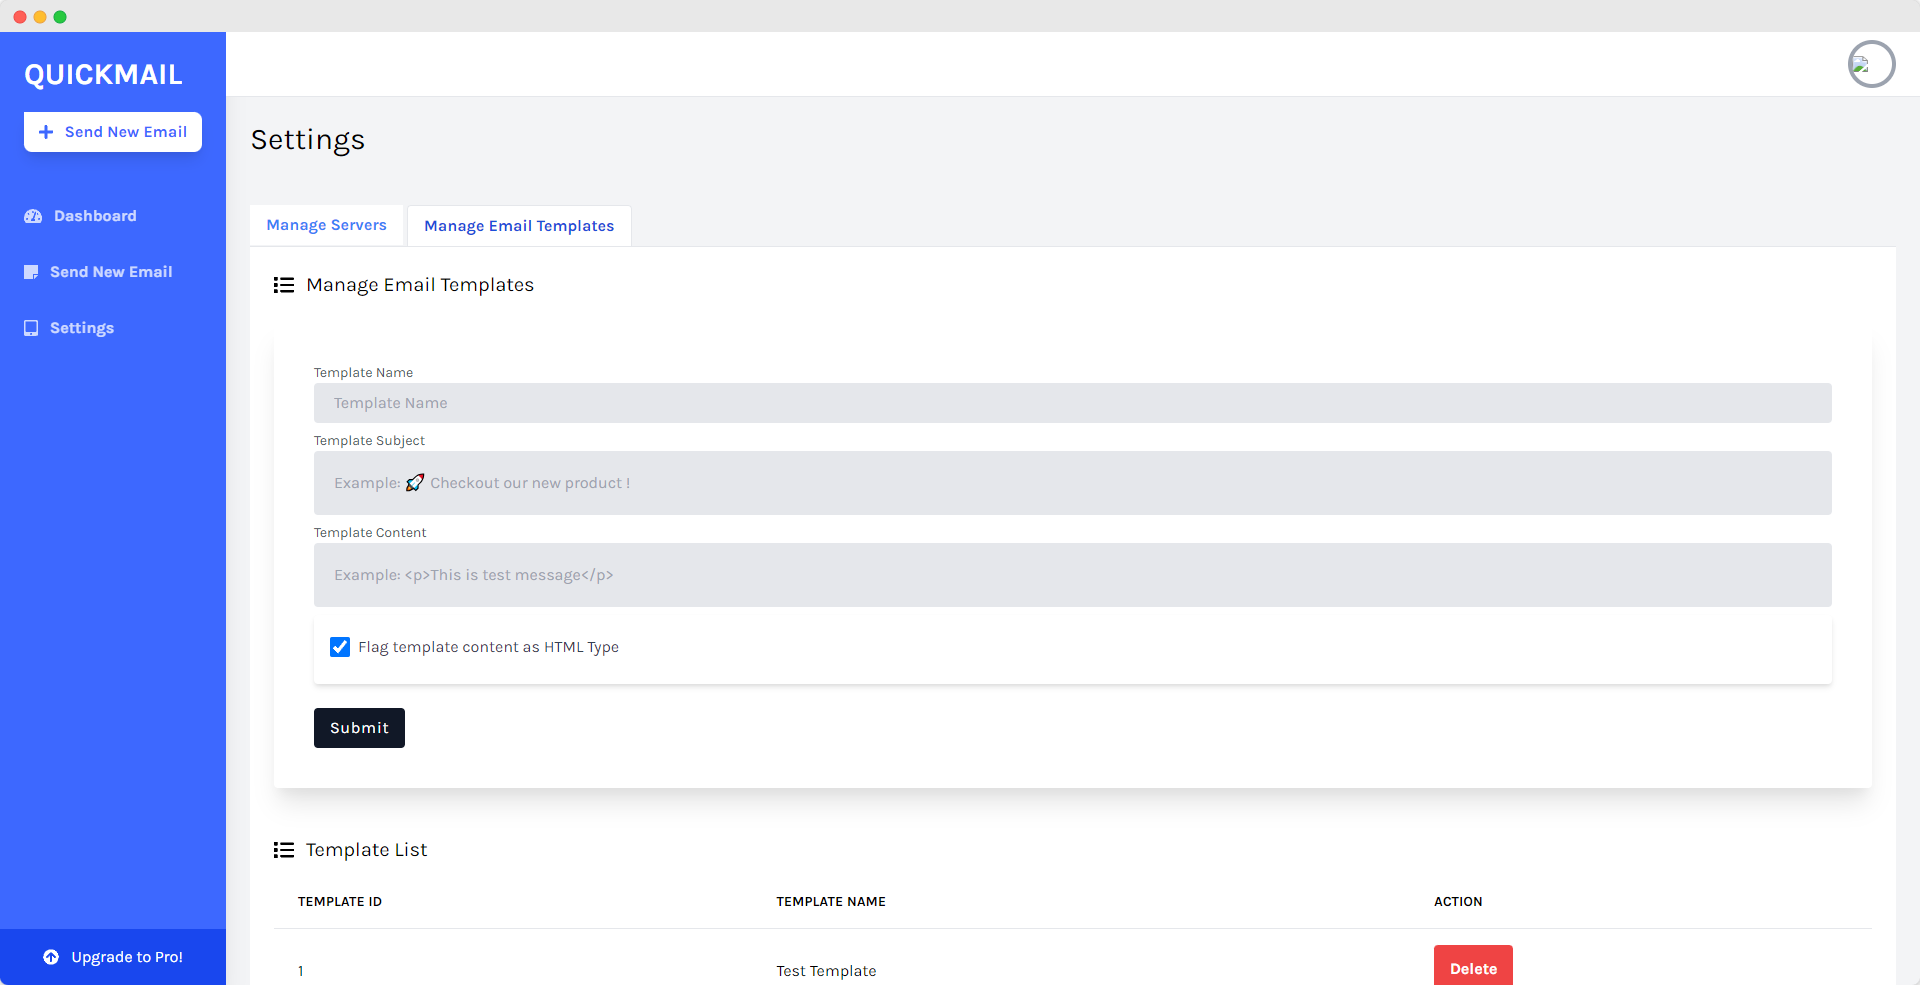 QUICKMAIL
Send New Email
Dashboard
Send New Email
Settings
Upgrade to Pro!
Settings
Manage Servers
Manage Email Templates
Manage Email Templates
Template Name
Template Name
Template Subject
Example: 🚀 Checkout our new product !
Template Content
Example: <p>This is test message</p>
Flag template content as HTML Type
Submit
Template List
TEMPLATE ID TEMPLATE NAME ACTION
1 Test Template Delete